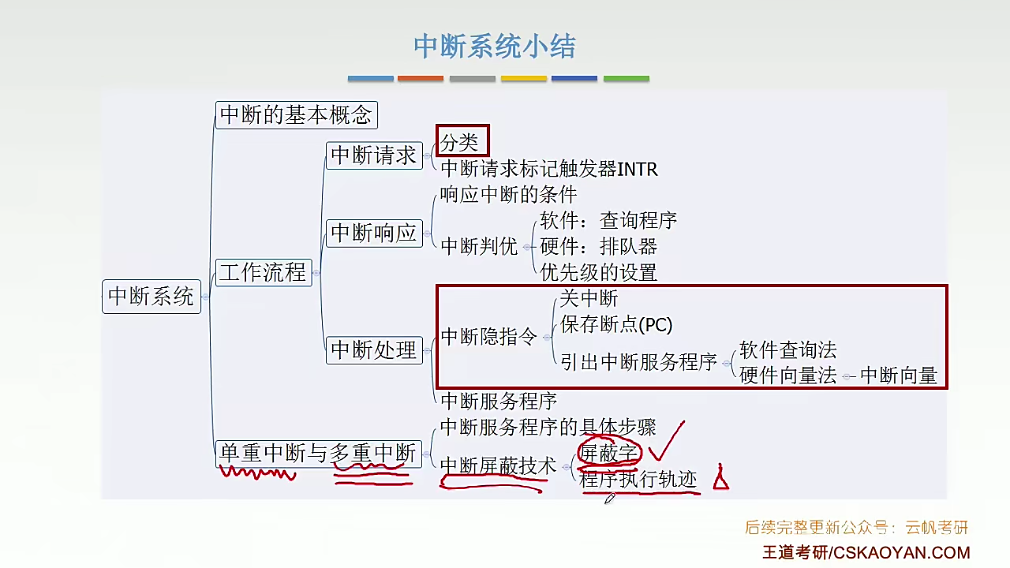 中断系统小结
中断的基本概念
分类
中断请求
中断请求标记触发器INTR
响应中断的条件
软件：查询程序
中断响应
中断判优
硬件：排队器
优先级的设置
工作流程
中断系统
关中断
保存断点(PC)
中断隐指令
中断处理
引出中断服务程序
软件查询法
硬件向量法
中断向量
中断服务程序
中断服务程序的具体步骤
单重中断与多重中断
屏蔽字
中断屏蔽技术
程序执行轨迹
后续完整更新公众号：云帆考研
王道考研/CSKAOYAN.COM